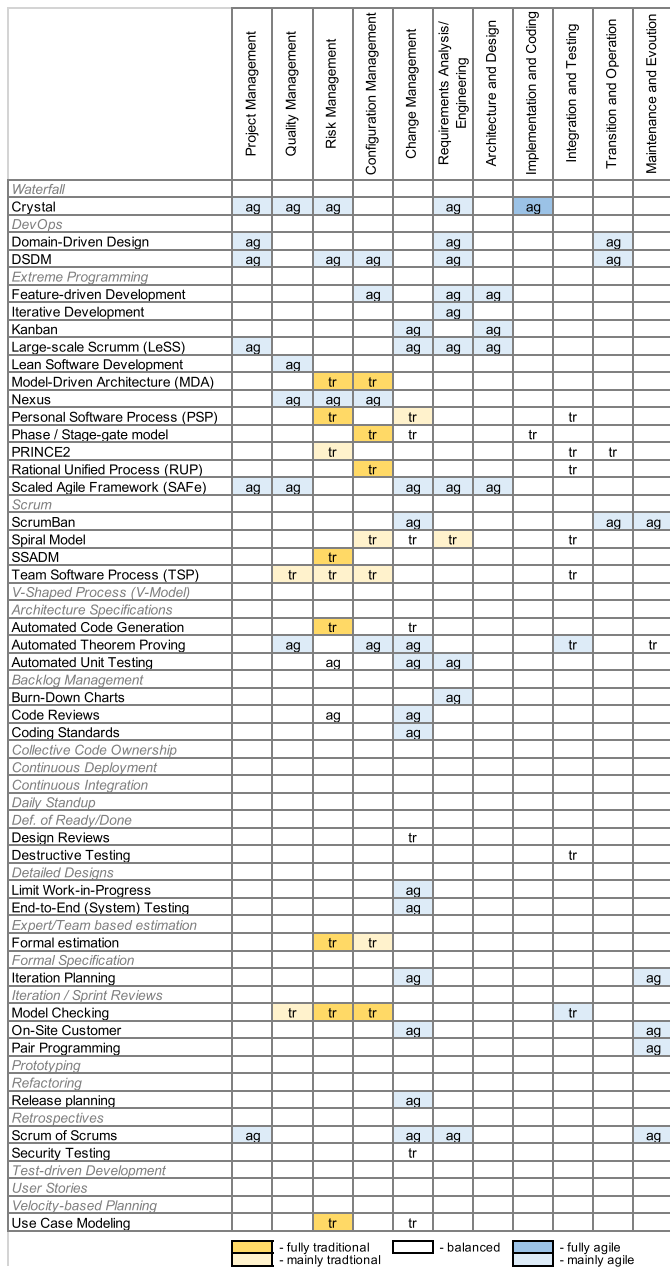 Project Management
Quality Management
Risk Management
Configuration Management
Change Management
Requirements Analysis/
Engineering
Architecture and Design
Implementation and Coding
Integration and Testing
Transition and Operation
Maintenance and Evoution
Waterfall
Crystal ag ag ag ag ag
DevOps
Domain-Driven Design ag ag ag
DSDM ag ag ag ag ag
Extreme Programming
Feature-driven Development ag ag ag
Iterative Development ag
Kanban ag ag
Large-scale Scrumm (LeSS) ag ag ag ag
Lean Software Development ag
Model-Driven Architecture (MDA) tr tr
Nexus ag ag ag
Personal Software Process (PSP) tr tr tr
Phase / Stage-gate model tr tr tr
PRINCE2 tr tr tr
Rational Unified Process (RUP) tr tr
Scaled Agile Framework (SAFe) ag ag ag ag ag
Scrum
ScrumBan ag ag ag
Spiral Model tr tr tr tr
SSADM tr
Team Software Process (TSP) tr tr tr tr
V-Shaped Process (V-Model)
Architecture Specifications
Automated Code Generation tr tr
Automated Theorem Proving ag ag ag tr tr
Automated Unit Testing ag ag ag
Backlog Management
Burn-Down Charts ag
Code Reviews ag ag
Coding Standards ag
Collective Code Ownership
Continuous Deployment
Continuous Integration
Daily Standup
Def. of Ready/Done
Design Reviews tr
Destructive Testing tr
Detailed Designs
Limit Work-in-Progress ag
End-to-End (System) Testing ag
Expert/Team based estimation
Formal estimation tr tr
Formal Specification
Iteration Planning ag ag
Iteration / Sprint Reviews
Model Checking tr tr tr tr
On-Site Customer ag ag
Pair Programming ag
Prototyping
Refactoring
Release planning ag
Retrospectives
Scrum of Scrums ag ag ag ag
Security Testing tr
Test-driven Development
User Stories
Velocity-based Planning
Use Case Modeling tr tr
- fully traditional - balanced - fully agile
- mainly tradtional - mainly agile